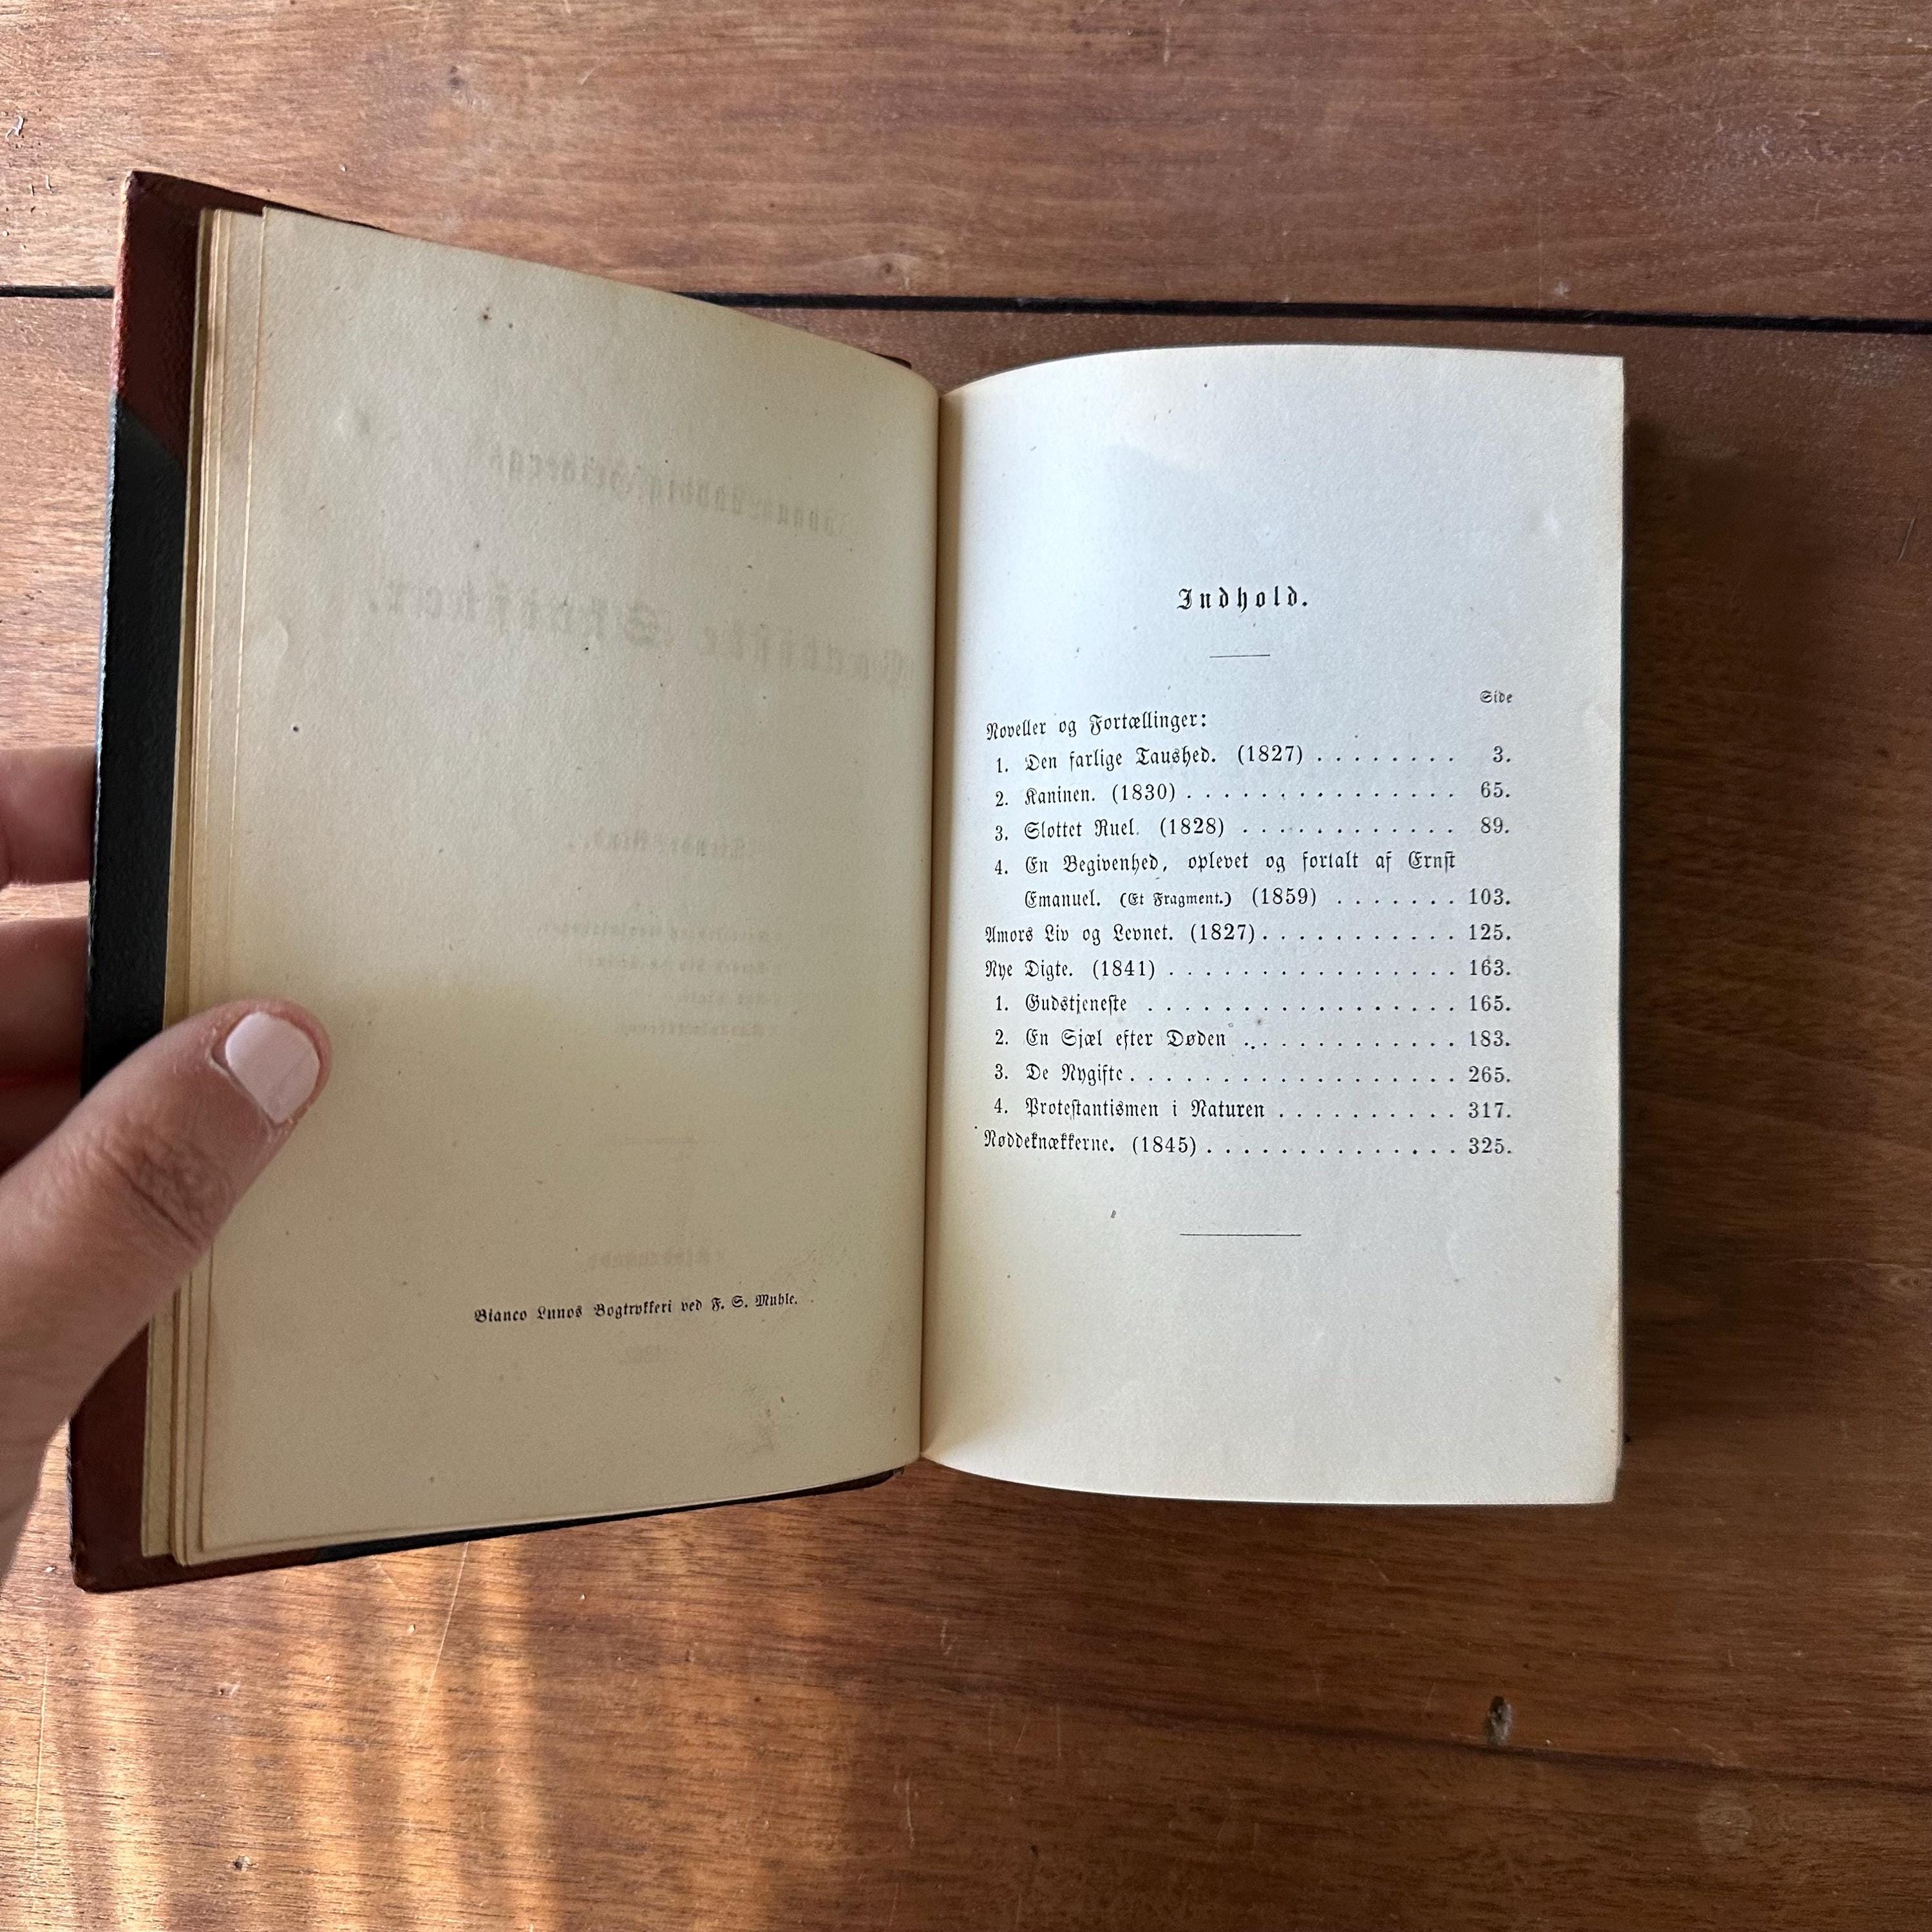 Bianco Lunos Bogtrykkeri ved F. S. Muhle.
Indhold.
Side
Noveller og Fortællinger:
1. Den farlige Taushed. (1827) . . . . . . . . 3.
2. Kaninen. (1830) . . . . . . . . . . . . . . . 65.
3. Slottet Ruel. (1828) . . . . . . . . . . . . 89.
4. En Begivenhed, oplevet og fortalt af Ernst
Emanuel. (Et Fragment.) (1859) . . . . . . . 103.
Amors Liv og Levnet. (1827) . . . . . . . . . . . 125.
Nye Digte. (1841) . . . . . . . . . . . . . . . . 163.
1. Gudstjeneste . . . . . . . . . . . . . . . . . 165.
2. En Sjæl efter Døden . . . . . . . . . . . . 183.
3. De Nygifte . . . . . . . . . . . . . . . . . . 265.
4. Protestantismen i Naturen . . . . . . . . . . 317.
Nøddeknækkerne. (1845) . . . . . . . . . . . . . . 325.